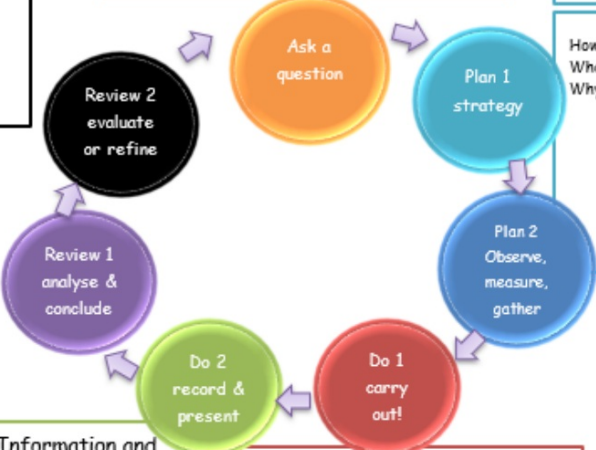 Ask a
question
Plan 1
strategy
Plan 2
Observe,
measure,
gather
Do 1
carry
out!
Do 2
record &
present
Review 1
analyse &
conclude
Review 2
evaluate
or refine
How
Why
Information and